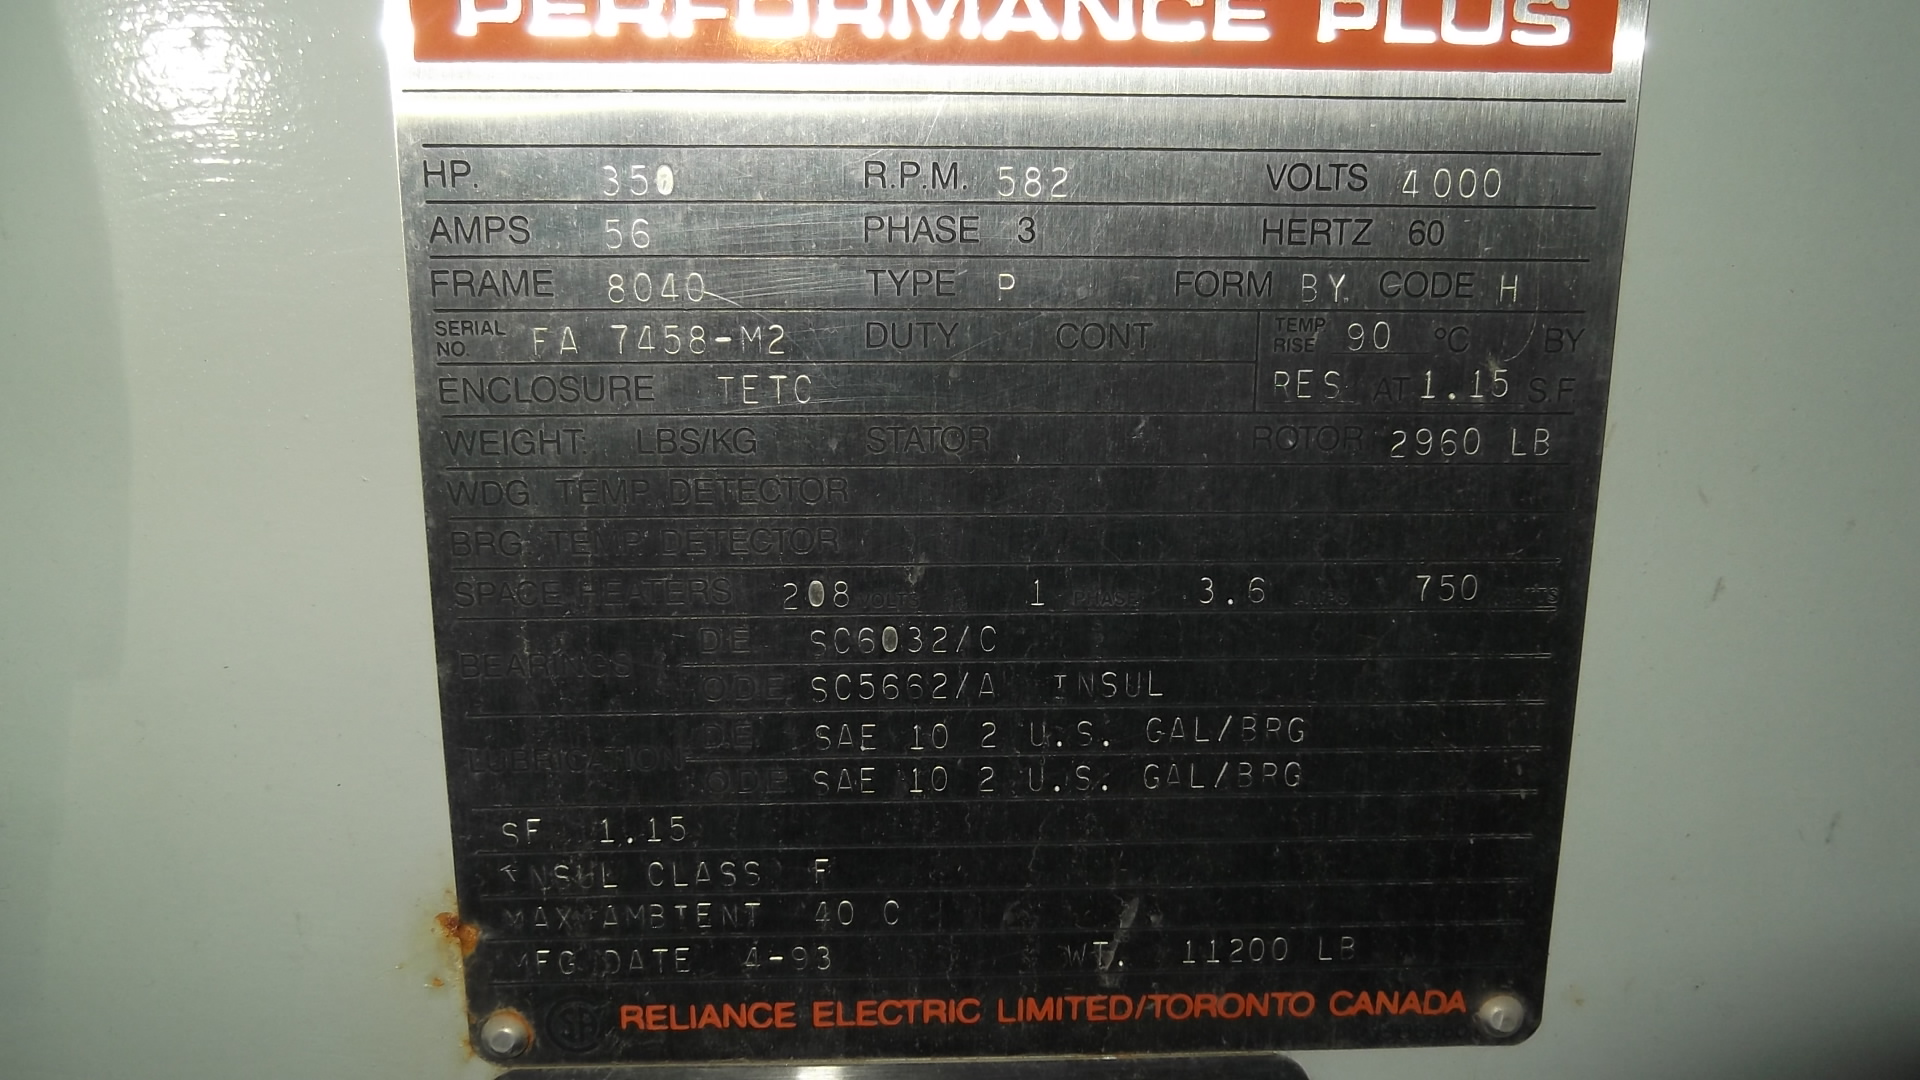 PERFORMANCE PLUS
HP. 350 R.P.M. 582 VOLTS 4000
AMPS 56 PHASE 3 HERTZ 60
FRAME 8040 TYPE P FORM BY CODE H
SERIAL NO. FA 7458-M2 DUTY CONT TEMP RISE 90 °C BY
ENCLOSURE TETC RES AT 1.15 S.F.
WEIGHT: LBS/KG STATOR ROTOR 2960 LB
WDG. TEMP. DETECTOR
BRG. TEMP. DETECTOR
SPACE HEATERS 208 VOLTS 1 PHASE 3.6 AMPS 750 WATTS
BEARINGS D.E. SC6032/C
O.D.E. SC5662/A INSUL
LUBRICATION D.E. SAE 10 2 U.S. GAL/BRG
O.D.E. SAE 10 2 U.S. GAL/BRG
SF 1.15
INSUL CLASS F
MAX AMBIENT 40 C
MFG DATE 4-93 WT. 11200 LB
RELIANCE ELECTRIC LIMITED/TORONTO CANADA